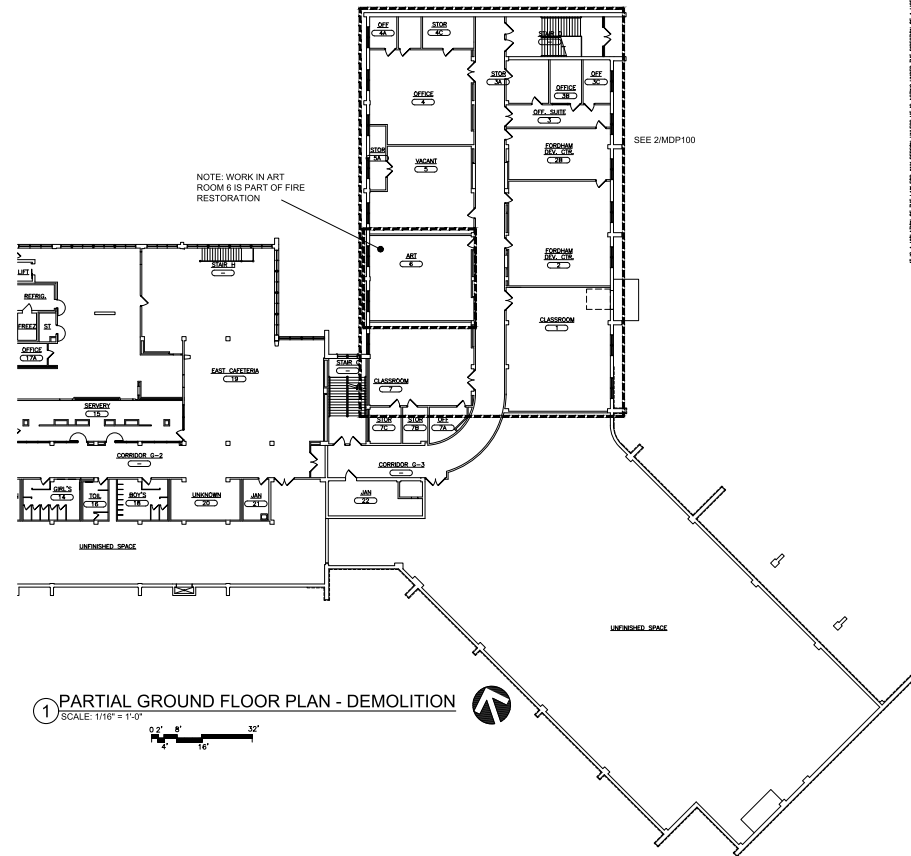 OFF
4A
STOR
4C
STAIR
STOR
3A
OFFICE
3B
OFF
3C
OFFICE
4
OFF. SUITE
3
SEE 2/MDP100
FORDHAM
DEV. CTR.
2B
STOR
5A
VACANT
5
NOTE: WORK IN ART
ROOM 6 IS PART OF FIRE
RESTORATION
ART
6
FORDHAM
DEV. CTR.
2
STAIR H
--
LIFT
REFRIG.
FREEZ
ST
OFFICE
17A
CLASSROOM
1
STAIR
--
EAST CAFETERIA
19
CLASSROOM
7
SERVERY
15
STOR
7C
STOR
7B
OFF
7A
CORRIDOR G-2
--
CORRIDOR G-3
--
GIRL'S
14
TOIL
16
BOY'S
18
UNKNOWN
20
JAN
21
JAN
22
UNFINISHED SPACE
UNFINISHED SPACE
1
PARTIAL GROUND FLOOR PLAN - DEMOLITION
SCALE: 1/16" = 1'-0"
0 2' 8' 32'
4' 16'